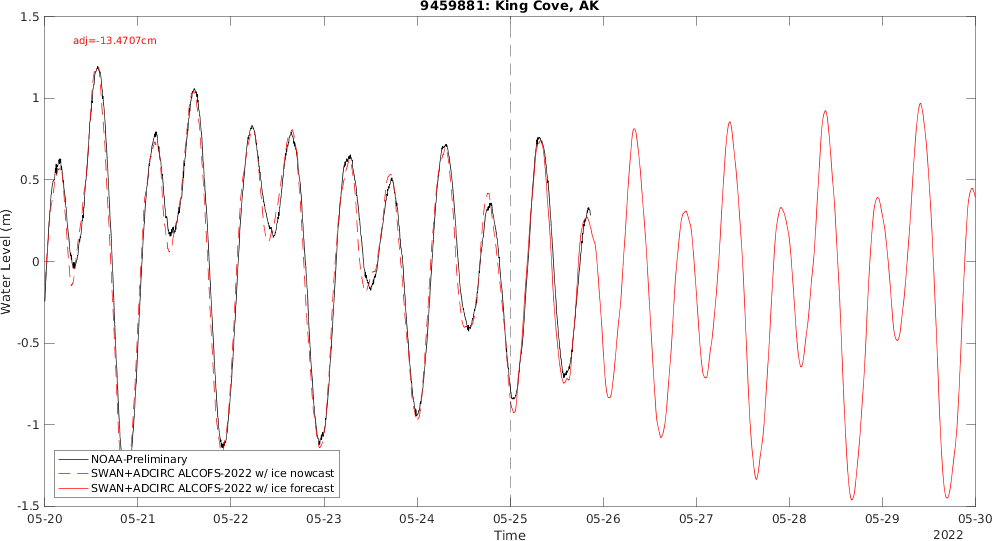 9459881: King Cove, AK
adj=-13.4707cm
1.5
1
0.5
0
-0.5
-1
-1.5
Water Level (m)
NOAA-Preliminary
SWAN+ADCIRC ALCOFS-2022 w/ ice nowcast
SWAN+ADCIRC ALCOFS-2022 w/ ice forecast
05-20 05-21 05-22 05-23 05-24 05-25 05-26 05-27 05-28 05-29 05-30
Time
2022